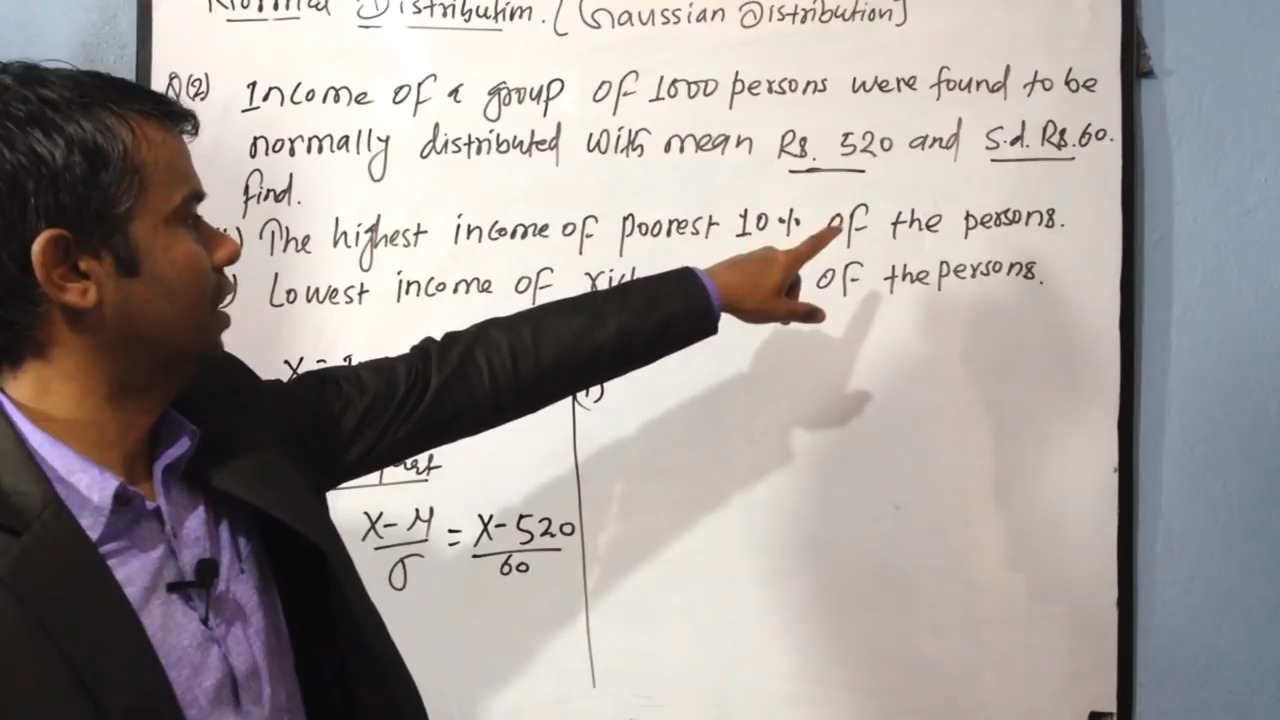 Normal Distribution. (Gaussian Distribution)
Q(2) Income of a group of 1000 persons were found to be
normally distributed with mean Rs. 520 and S.d. Rs. 60.
find.
) The highest income of poorest 10% of the persons.
) Lowest income of of the persons.
X =
X-μ/σ = X-520/60